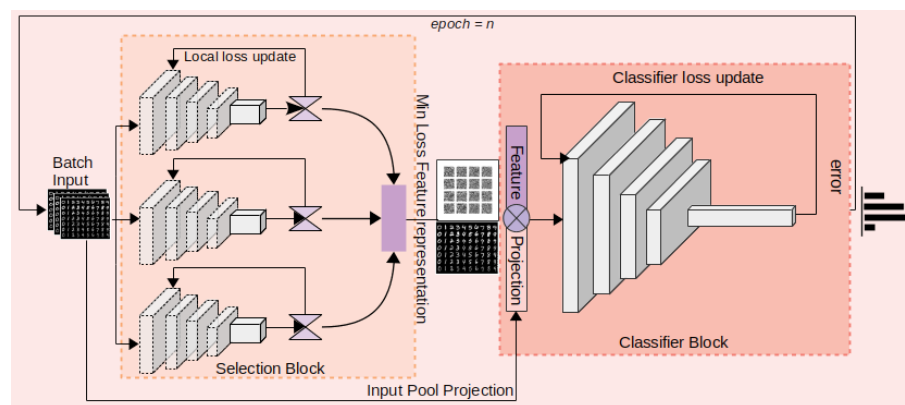 epoch = n
Local loss update
Batch
Input
Min Loss Feature representation
Selection Block
Input Pool Projection
Feature
Projection
Classifier loss update
error
Classifier Block